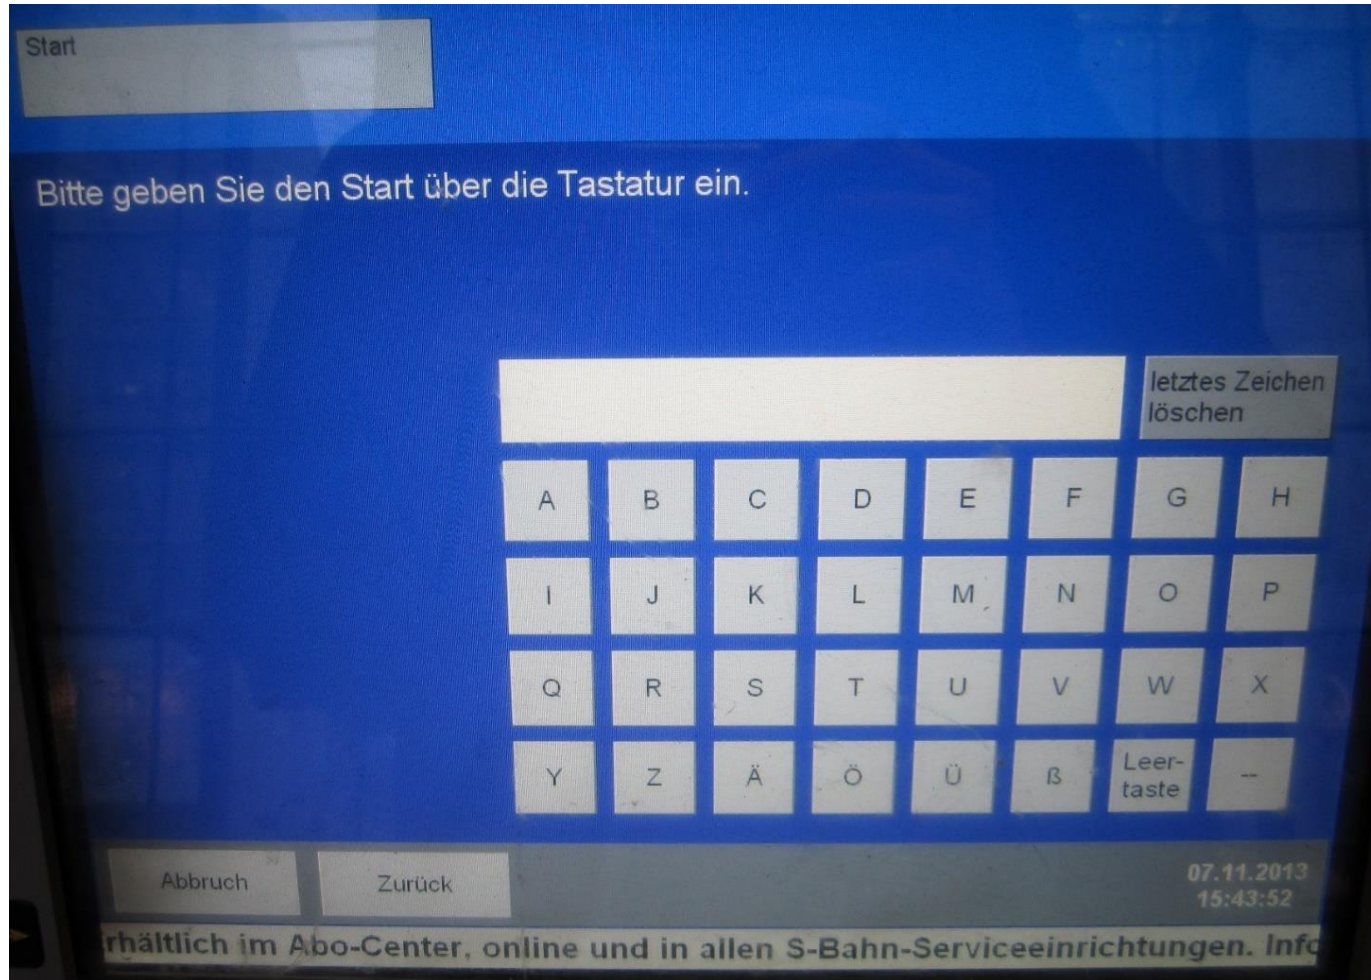 Start
Bitte geben Sie den Start über die Tastatur ein.
letztes Zeichen
löschen
A B C D E F G H
I J K L M N O P
Q R S T U V W X
Y Z Ä Ö Ü ß Leer-
taste --
Abbruch Zurück
07.11.2013
15:43:52
rhältlich im Abo-Center, online und in allen S-Bahn-Serviceeinrichtungen. Info